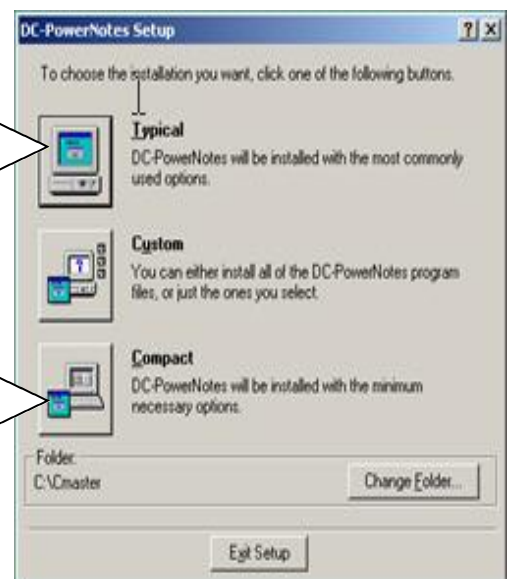 DC-PowerNotes Setup
To choose the installation you want, click one of the following buttons.
Typical
DC-PowerNotes will be installed with the most commonly
used options.
Custom
You can either install all of the DC-PowerNotes program
files, or just the ones you select.
Compact
DC-PowerNotes will be installed with the minimum
necessary options.
Folder:
C:\Cmaster
Change Folder...
Exit Setup